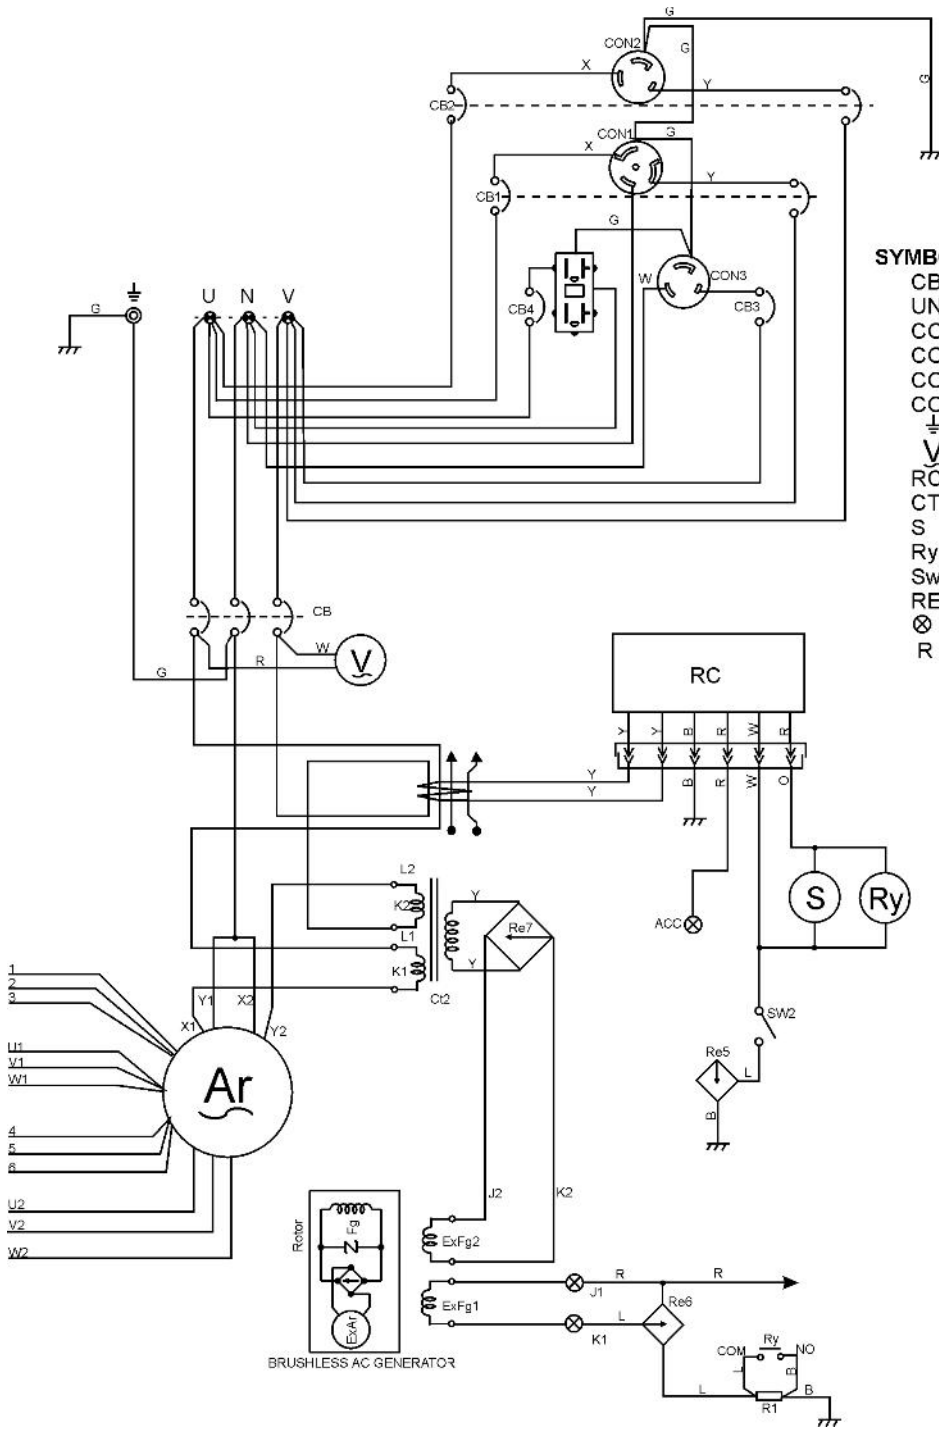 G
CON2
G
X
G
Y
CB2
CON1
G
X
Y
CB1
SYMB
G
W
CON3
CB
U N V
CB4
CB3
UN
G
CO
CO
CO
CO
V
RC
CT
S
Ry
Sw
RE
R
CB
W
R
V
G
RC
Y Y B R W R
Y
Y
B R W O
L2
K2
Y
S
Ry
Re7
ACC
L1
K1
Y
1
2
3
Y1
X2
Ct2
X1
Y2
SW2
U1
V1
W1
Re5
Ar
L
B
4
5
6
J2
K2
U2
V2
W2
Rotor
Fg
ExFg2
R
R
J1
ExFg1
Re6
ExAr
L
K1
Ry
COM
NO
BRUSHLESS AC GENERATOR
L
B
L
B
R1